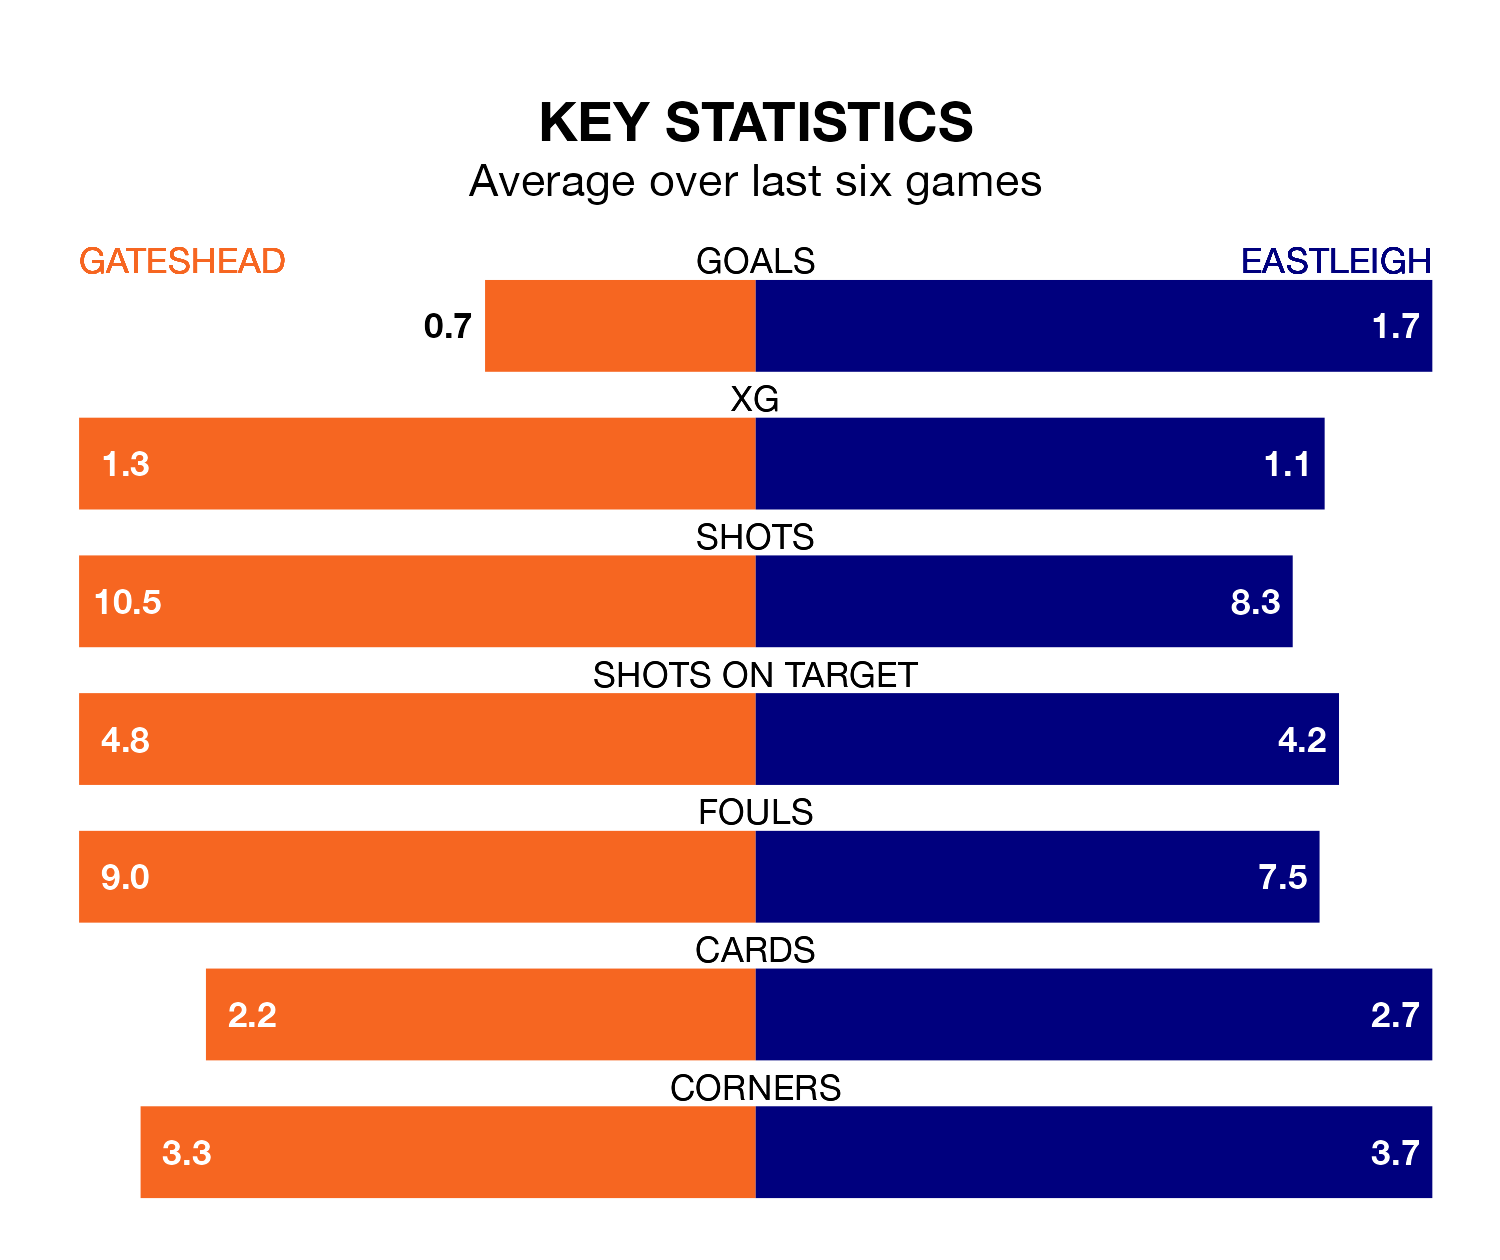 KEY STATISTICS
Average over last six games
GATESHEAD GOALS EASTLEIGH
0.7 1.7
XG
1.3 1.1
SHOTS
10.5 8.3
SHOTS ON TARGET
4.8 4.2
FOULS
9.0 7.5
CARDS
2.2 2.7
CORNERS
3.3 3.7